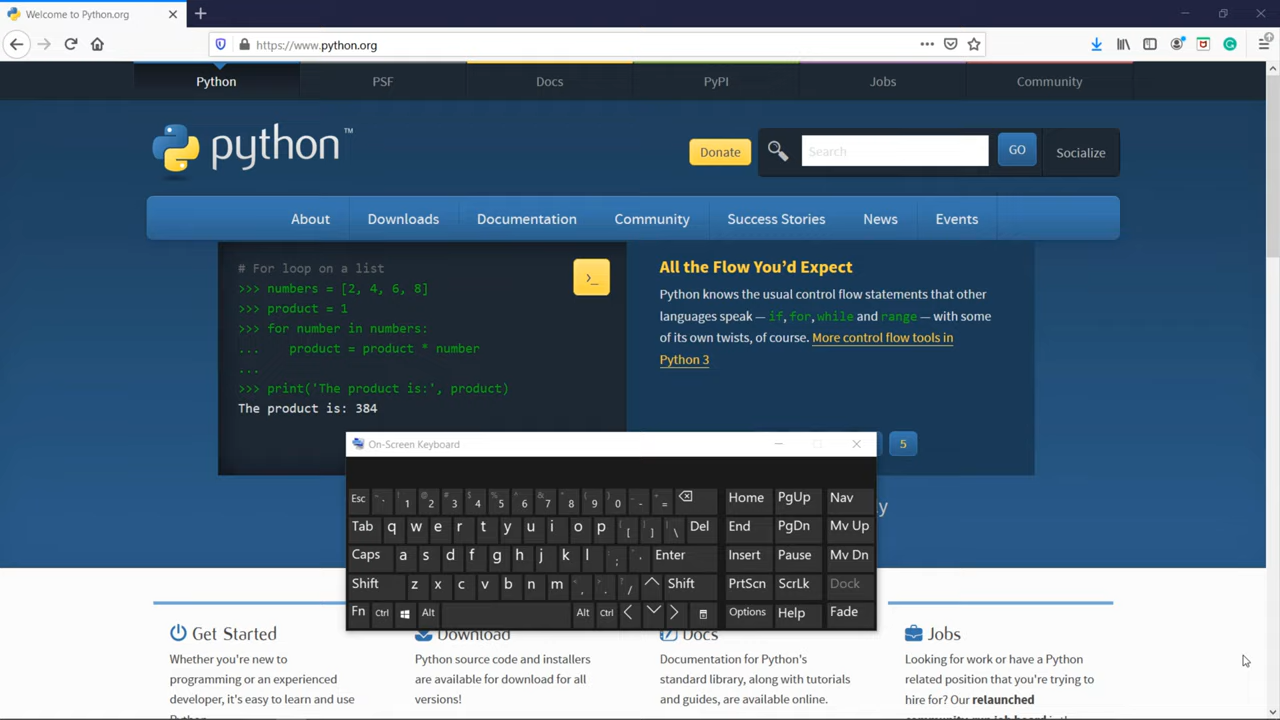 Welcome to Python.org
https://www.python.org
Python PSF Docs PyPI Jobs Community
python™
Donate Search GO Socialize
About Downloads Documentation Community Success Stories News Events
# For loop on a list
>>> numbers = [2, 4, 6, 8]
>>> product = 1
>>> for number in numbers:
... product = product * number
...
>>> print('The product is:', product)
The product is: 384
>_
All the Flow You'd Expect
Python knows the usual control flow statements that other
languages speak — if, for, while and range — with some
of its own twists, of course. More control flow tools in
Python 3
5
y
On-Screen Keyboard
Esc ~ ` ! 1 @ 2 # 3 $ 4 % 5 ^ 6 & 7 * 8 ( 9 ) 0 _ - + = Home PgUp Nav
Tab q w e r t y u i o p { [ } ] | \ Del End PgDn Mv Up
Caps a s d f g h j k l : ; " ' Enter Insert Pause Mv Dn
Shift z x c v b n m < , > . ? / Shift PrtScn ScrLk Dock
Fn Ctrl Alt Alt Ctrl Options Help Fade
Get Started
Whether you're new to
programming or an experienced
developer, it's easy to learn and use
Python.
Download
Python source code and installers
are available for download for all
versions!
Docs
Documentation for Python's
standard library, along with tutorials
and guides, are available online.
Jobs
Looking for work or have a Python
related position that you're trying to
hire for? Our relaunched
community-run job board is the